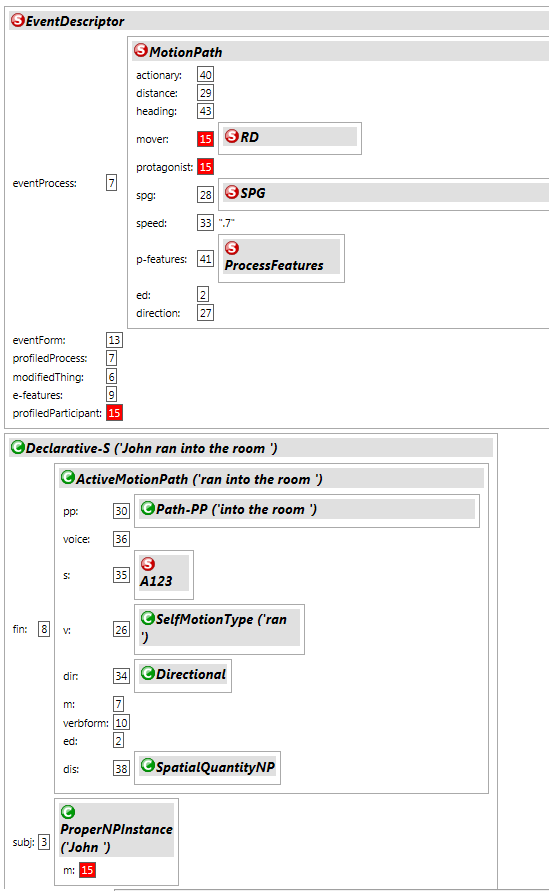 S EventDescriptor
S MotionPath
actionary: 40
distance: 29
heading: 43
mover: 15 S RD
protagonist: 15
eventProcess: 7
spg: 28 S SPG
speed: 33 ".7"
p-features: 41 S ProcessFeatures
ed: 2
direction: 27
eventForm: 13
profiledProcess: 7
modifiedThing: 6
e-features: 9
profiledParticipant: 15
C Declarative-S ('John ran into the room ')
C ActiveMotionPath ('ran into the room ')
pp: 30 C Path-PP ('into the room ')
voice: 36
s: 35 S A123
fin: 8
v: 26 C SelfMotionType ('ran
')
dir: 34 C Directional
m: 7
verbform: 10
ed: 2
dis: 38 C SpatialQuantityNP
C
ProperNPInstance
subj: 3 ('John ')
m: 15